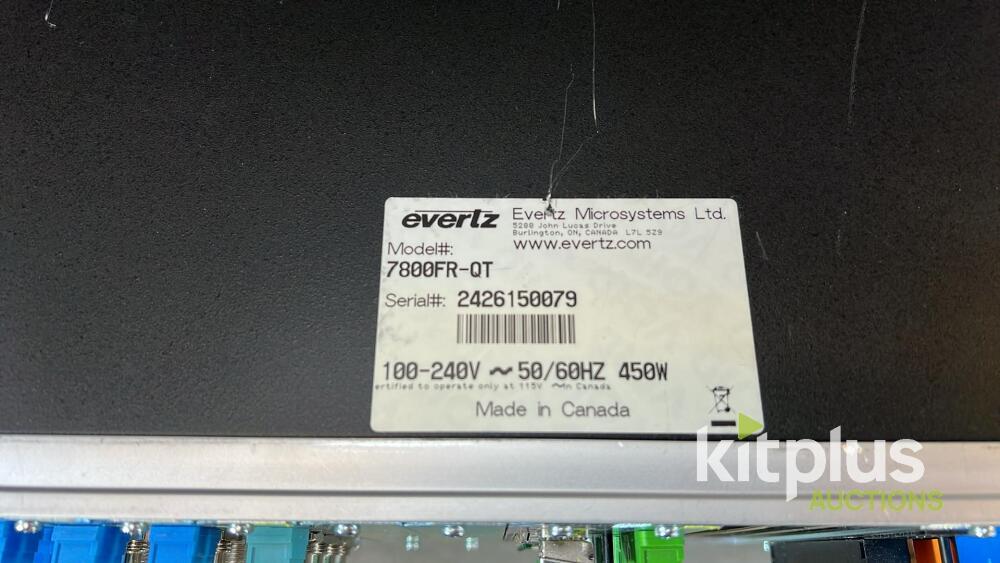 evertz Evertz Microsystems Ltd.
5288 John Lucas Drive
Burlington, ON, CANADA L7L 5Z9
www.evertz.com
Model#:
7800FR-QT
Serial#: 2426150079
100-240V ~ 50/60HZ 450W
ertified to operate only at 115V ~in Canada
Made in Canada
kitplus
AUCTIONS